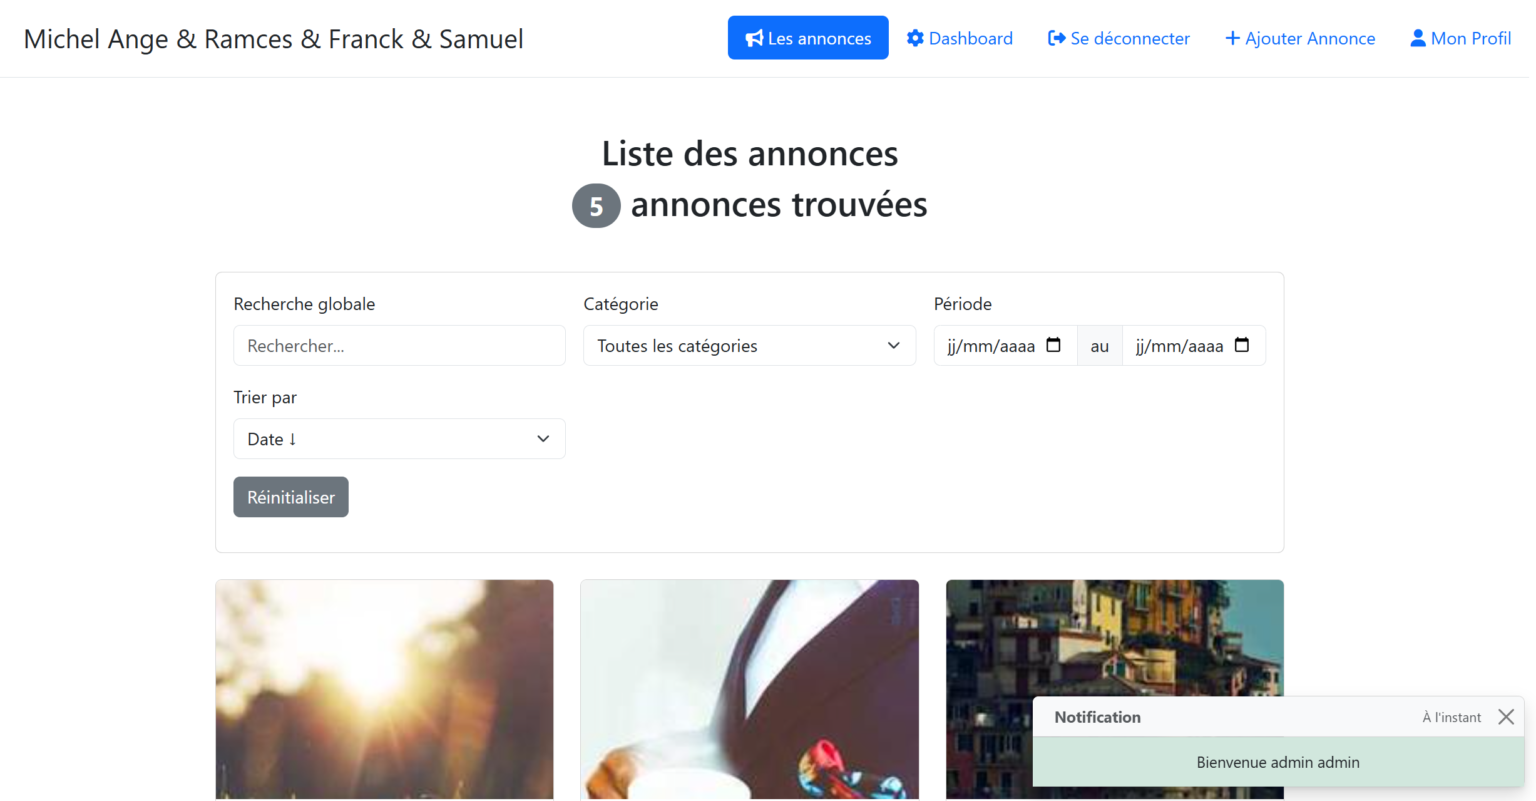 Michel Ange & Ramces & Franck & Samuel
Les annonces
Dashboard
Se déconnecter
Ajouter Annonce
Mon Profil
Liste des annonces
5 annonces trouvées
Recherche globale
Rechercher...
Catégorie
Toutes les catégories
Période
jj/mm/aaaa au jj/mm/aaaa
Trier par
Date ↓
Réinitialiser
Notification
À l'instant
Bienvenue admin admin